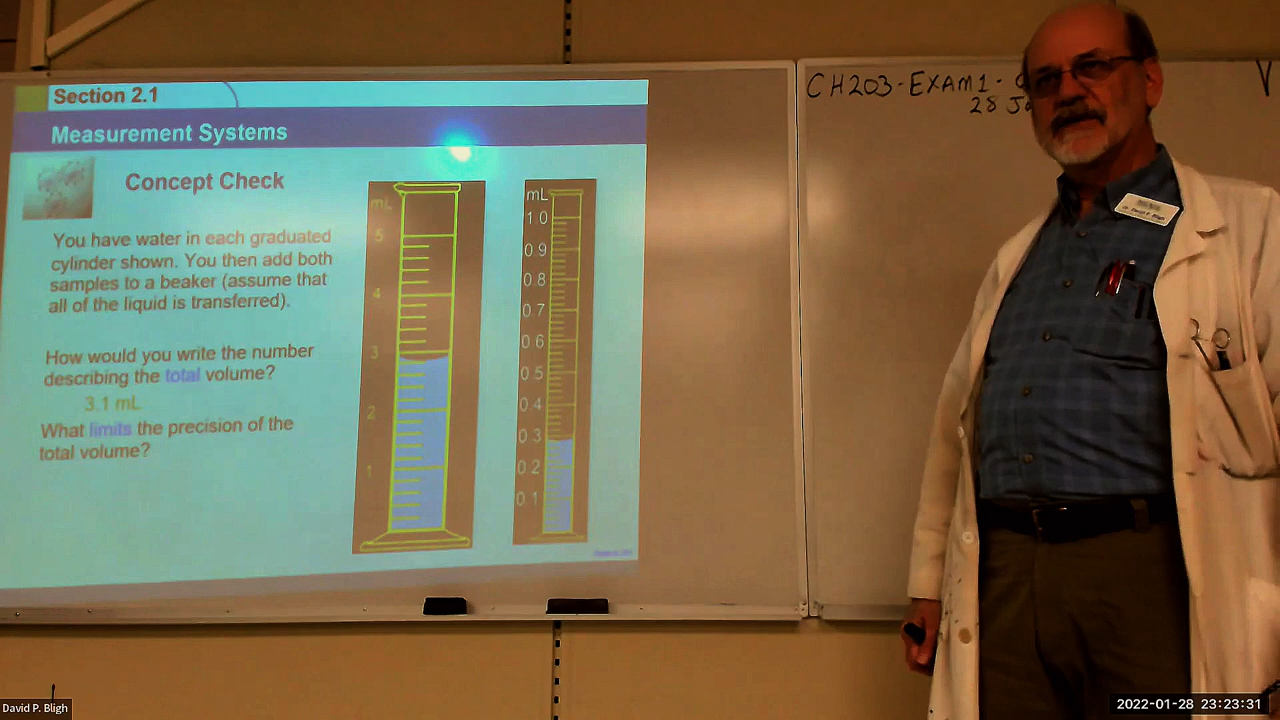 Section 2.1
Measurement Systems
Concept Check
You have water in each graduated
cylinder shown. You then add both
samples to a beaker (assume that
all of the liquid is transferred).
How would you write the number
describing the total volume?
3.1 mL
What limits the precision of the
total volume?
mL
5
4
3
2
1
mL
1 0
0 9
0.8
0.7
0 6
0.5
0.4
0 3
0 2
0 1
CH203-EXAM1-
28
David P. Bligh
2022-01-28 23:23:31